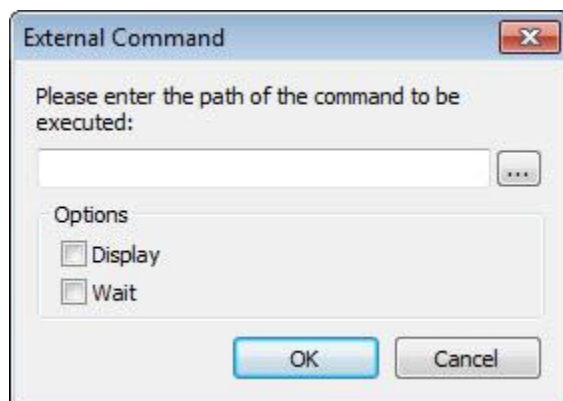 External Command
Please enter the path of the command to be
executed:
...
Options
Display
Wait
OK Cancel